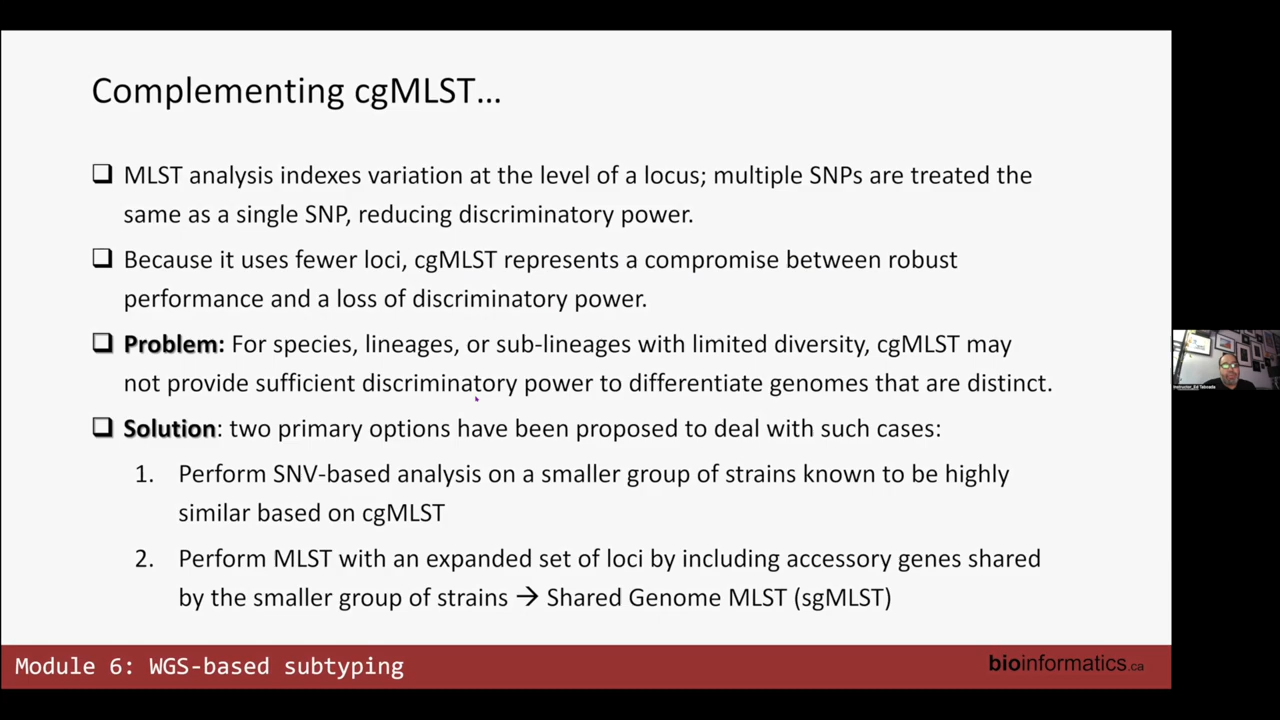 Complementing cgMLST…
❑ MLST analysis indexes variation at the level of a locus; multiple SNPs are treated the
same as a single SNP, reducing discriminatory power.
❑ Because it uses fewer loci, cgMLST represents a compromise between robust
performance and a loss of discriminatory power.
❑ Problem: For species, lineages, or sub-lineages with limited diversity, cgMLST may
not provide sufficient discriminatory power to differentiate genomes that are distinct.
❑ Solution: two primary options have been proposed to deal with such cases:
1. Perform SNV-based analysis on a smaller group of strains known to be highly
similar based on cgMLST
2. Perform MLST with an expanded set of loci by including accessory genes shared
by the smaller group of strains → Shared Genome MLST (sgMLST)
Module 6: WGS-based subtyping
bioinformatics.ca
Instructor_Ed Taboada